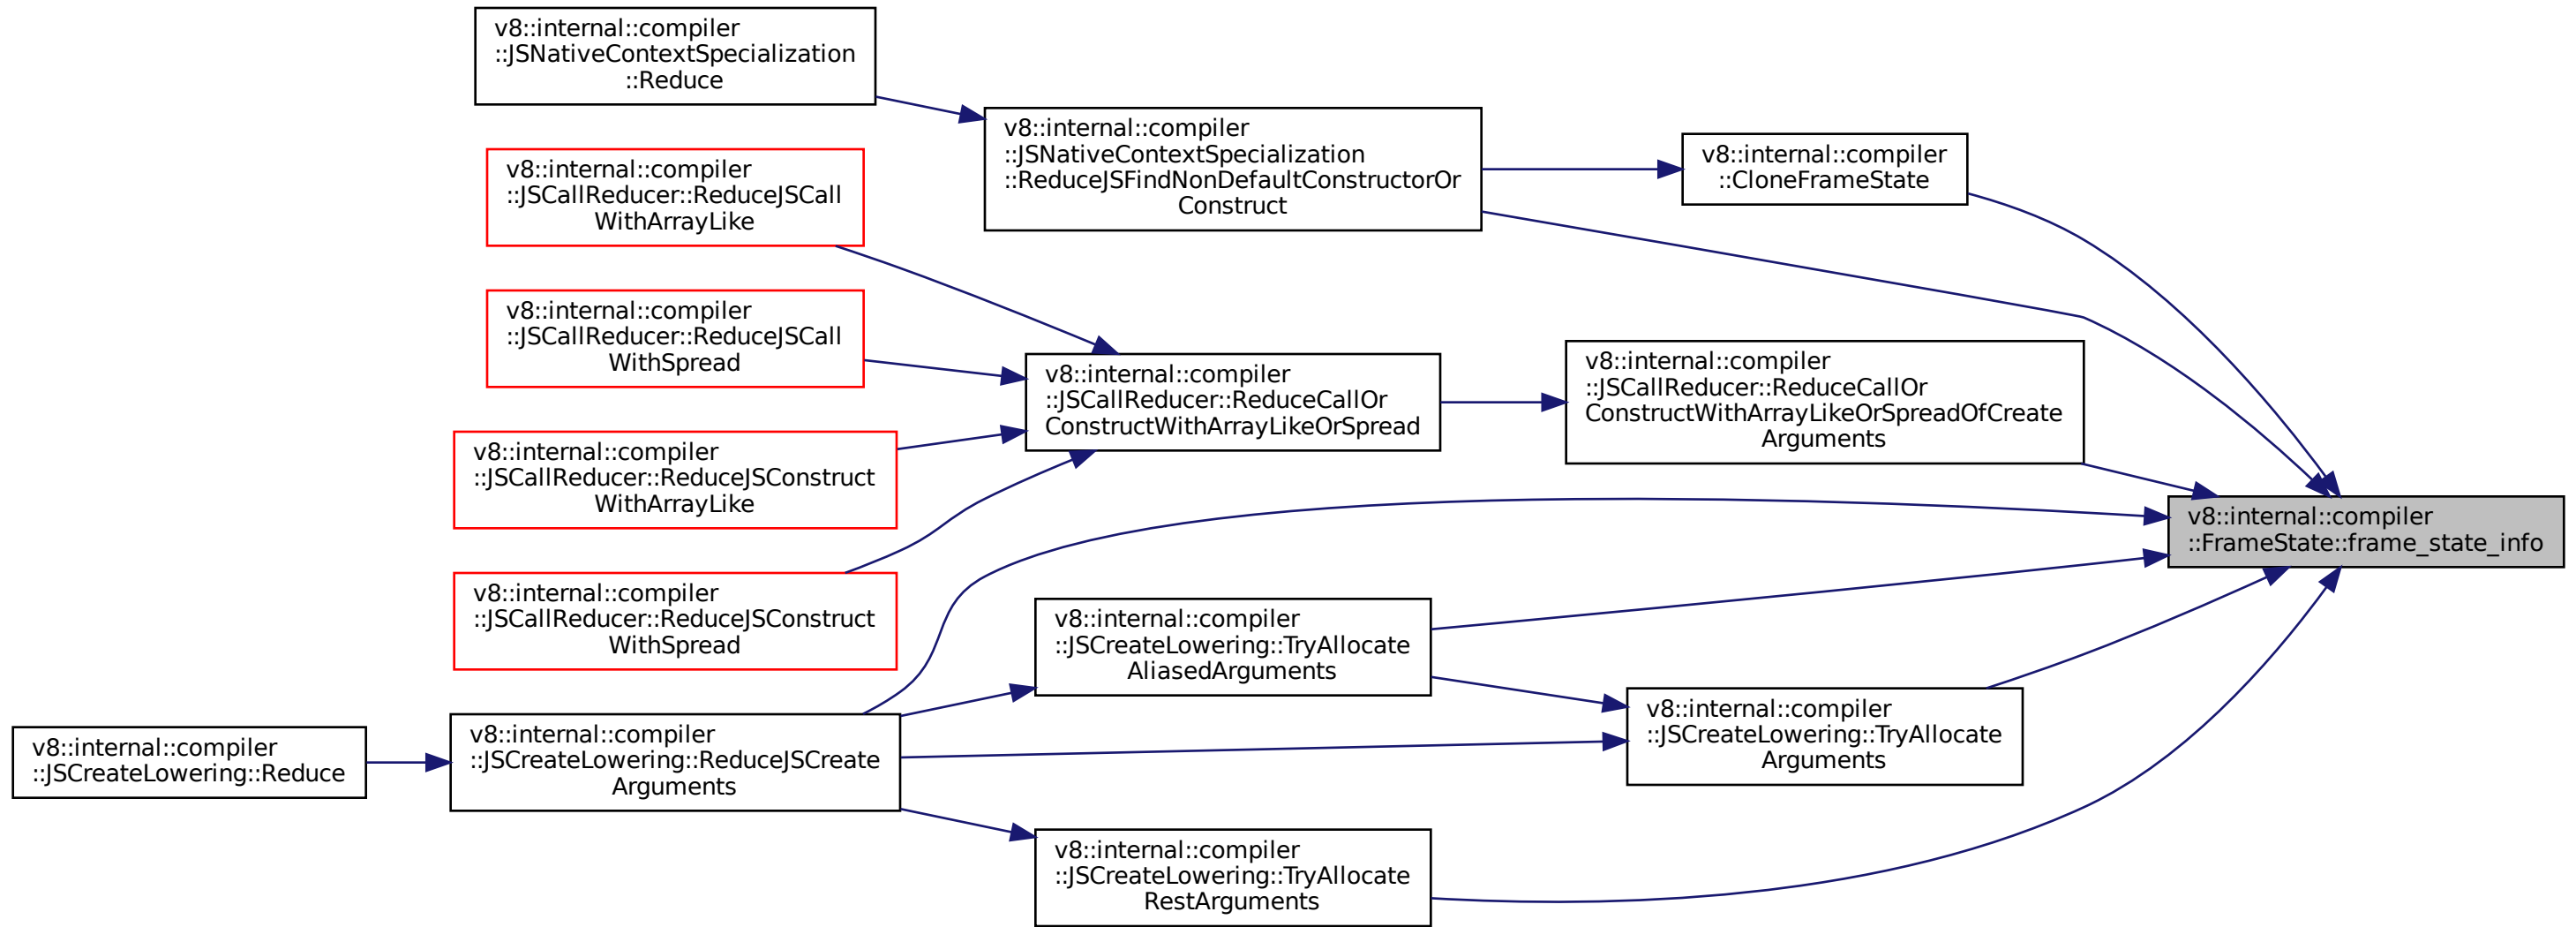 v8::internal::compiler
::JSNativeContextSpecialization
::Reduce
v8::internal::compiler
::JSCallReducer::ReduceJSCall
WithArrayLike
v8::internal::compiler
::JSCallReducer::ReduceJSCall
WithSpread
v8::internal::compiler
::JSCallReducer::ReduceJSConstruct
WithArrayLike
v8::internal::compiler
::JSCallReducer::ReduceJSConstruct
WithSpread
v8::internal::compiler
::JSCreateLowering::Reduce
v8::internal::compiler
::JSCreateLowering::ReduceJSCreate
Arguments
v8::internal::compiler
::JSNativeContextSpecialization
::ReduceJSFindNonDefaultConstructorOr
Construct
v8::internal::compiler
::JSCallReducer::ReduceCallOr
ConstructWithArrayLikeOrSpread
v8::internal::compiler
::JSCreateLowering::TryAllocate
AliasedArguments
v8::internal::compiler
::JSCreateLowering::TryAllocate
RestArguments
v8::internal::compiler
::CloneFrameState
v8::internal::compiler
::JSCallReducer::ReduceCallOr
ConstructWithArrayLikeOrSpreadOfCreate
Arguments
v8::internal::compiler
::JSCreateLowering::TryAllocate
Arguments
v8::internal::compiler
::FrameState::frame_state_info